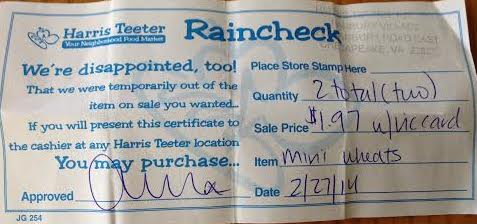 Harris Teeter
Your Neighborhood Food Market
Raincheck
We're disappointed, too!
That we were temporarily out of the
item on sale you wanted...
If you will present this certificate to
the cashier at any Harris Teeter location
You may purchase...
Approved
JG 254
ROAD EAST
CHESAPEAKE, VA
Place Store Stamp Here
Quantity 2 total (two)
Sale Price $1.97 w/vic card
Item mini wheats
Date 2/27/14